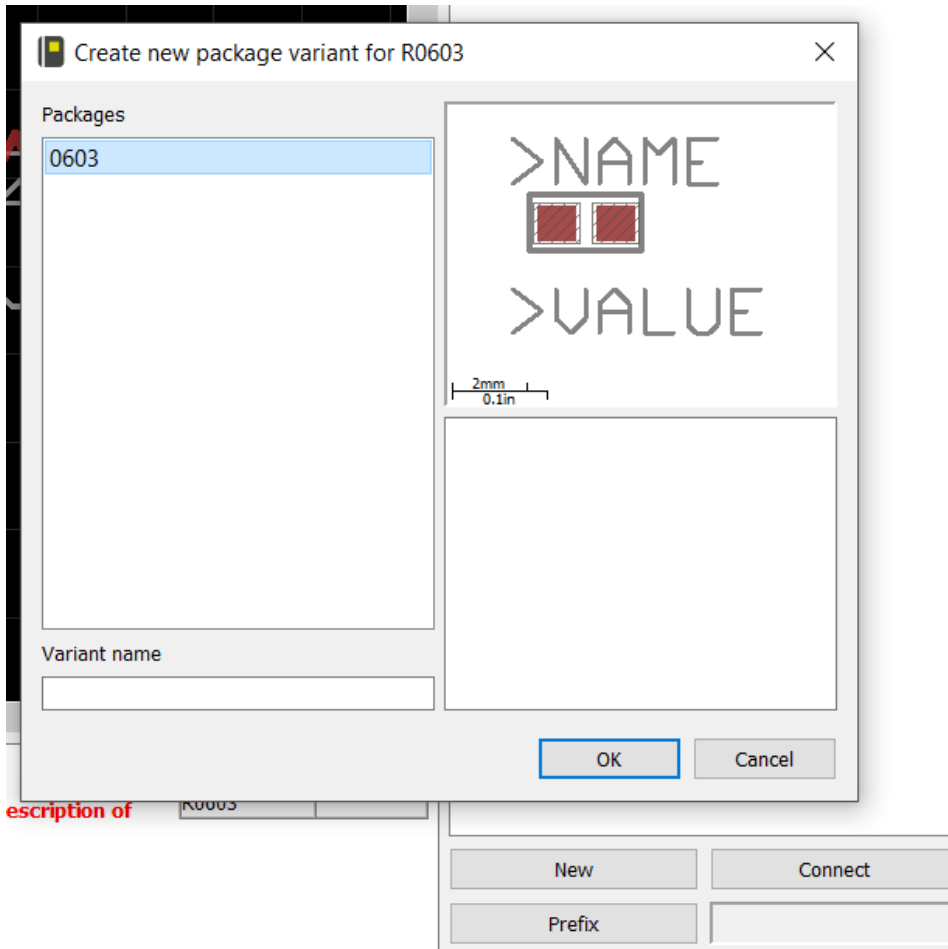 Create new package variant for R0603
Packages
0603
>NAME
>VALUE
2mm
0.1in
Variant name
OK
Cancel
escription of
R0603
New
Connect
Prefix